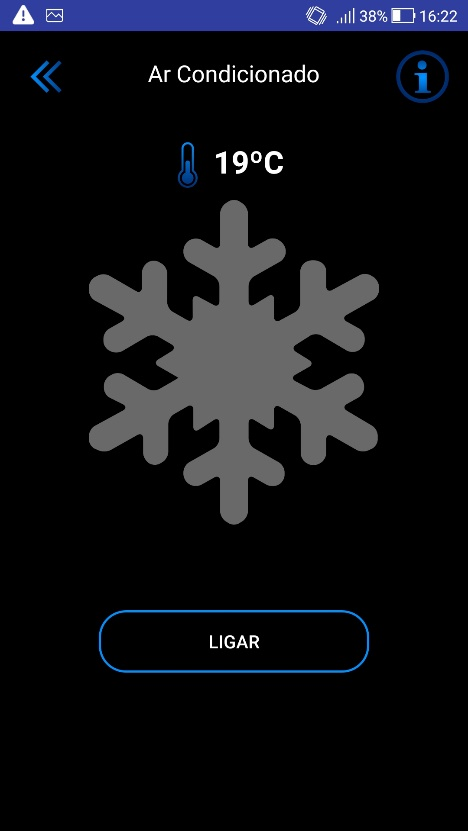 38% 16:22
Ar Condicionado
19ºC
LIGAR